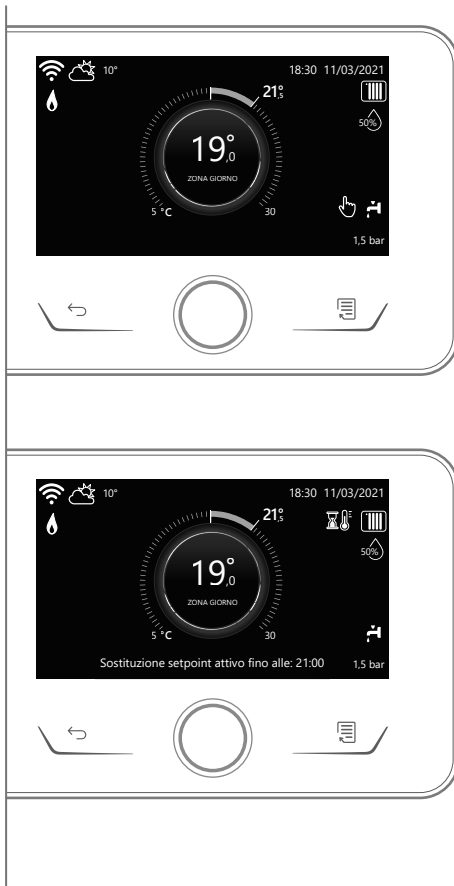 10° 18:30 11/03/2021
21°,5
50%
19°,0
ZONA GIORNO
5 °C 30
1,5 bar
10° 18:30 11/03/2021
21°,5
50%
19°,0
ZONA GIORNO
5 °C 30
Sostituzione setpoint attivo fino alle: 21:00 1,5 bar